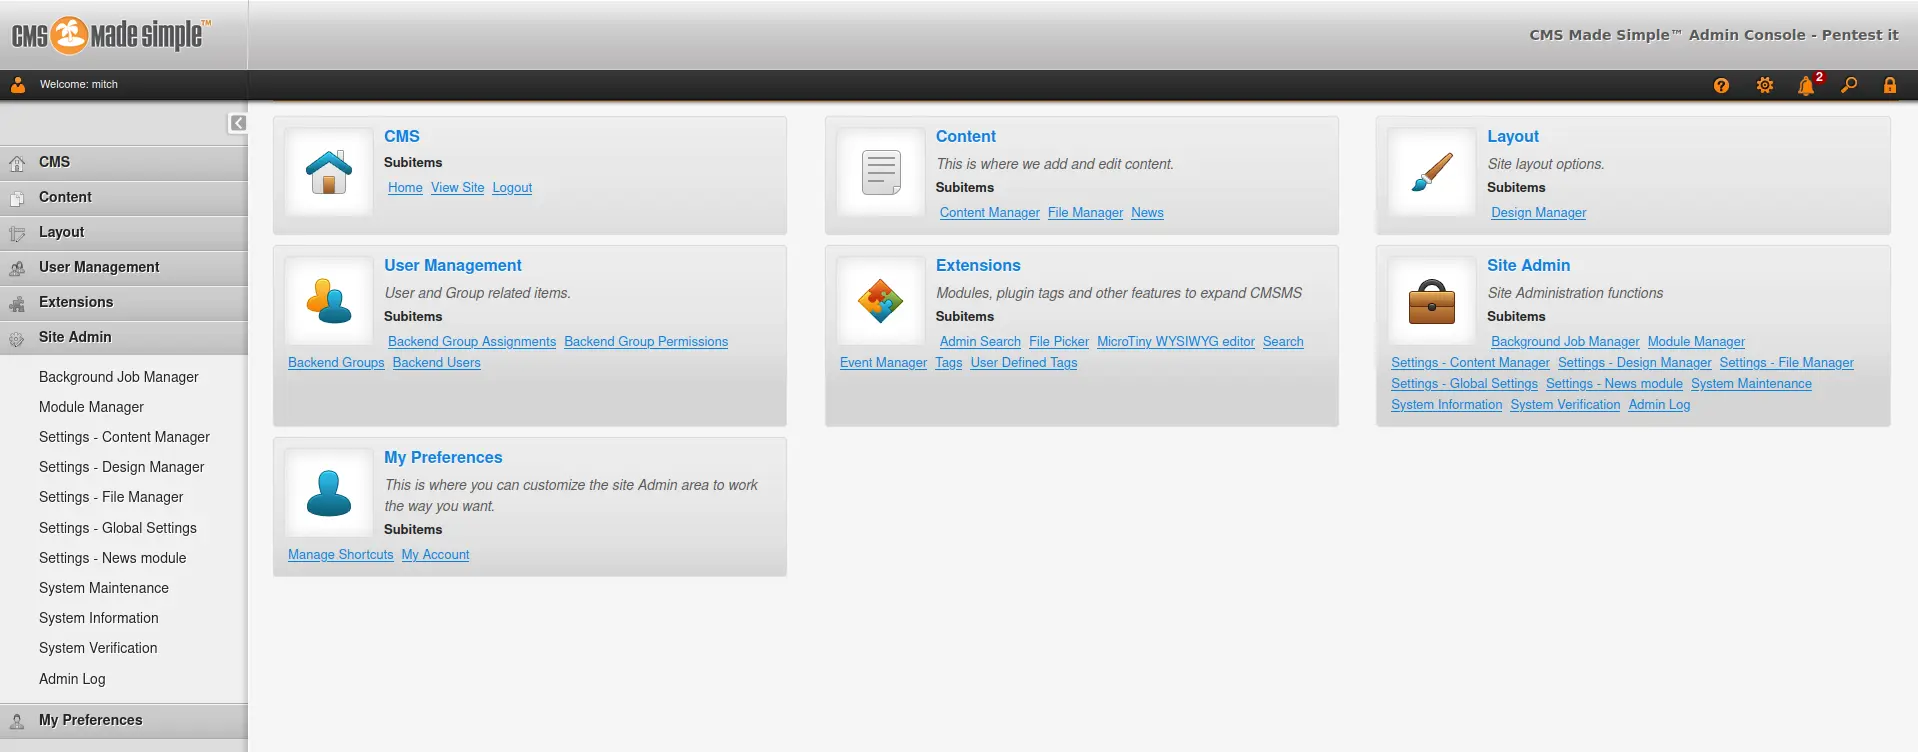 CMS MADE simple™
CMS Made Simple™ Admin Console - Pentest it
Welcome: mitch
2
CMS
Content
Layout
User Management
Extensions
Site Admin
Background Job Manager
Module Manager
Settings - Content Manager
Settings - Design Manager
Settings - File Manager
Settings - Global Settings
Settings - News module
System Maintenance
System Information
System Verification
Admin Log
My Preferences
CMS
Subitems
Home View Site Logout
Content
This is where we add and edit content.
Subitems
Content Manager File Manager News
Layout
Site layout options.
Subitems
Design Manager
User Management
User and Group related items.
Subitems
Backend Group Assignments Backend Group Permissions
Backend Groups Backend Users
Extensions
Modules, plugin tags and other features to expand CMSMS
Subitems
Admin Search File Picker MicroTiny WYSIWYG editor Search
Event Manager Tags User Defined Tags
Site Admin
Site Administration functions
Subitems
Background Job Manager Module Manager
Settings - Content Manager Settings - Design Manager Settings - File Manager
Settings - Global Settings Settings - News module System Maintenance
System Information System Verification Admin Log
My Preferences
This is where you can customize the site Admin area to work
the way you want.
Subitems
Manage Shortcuts My Account